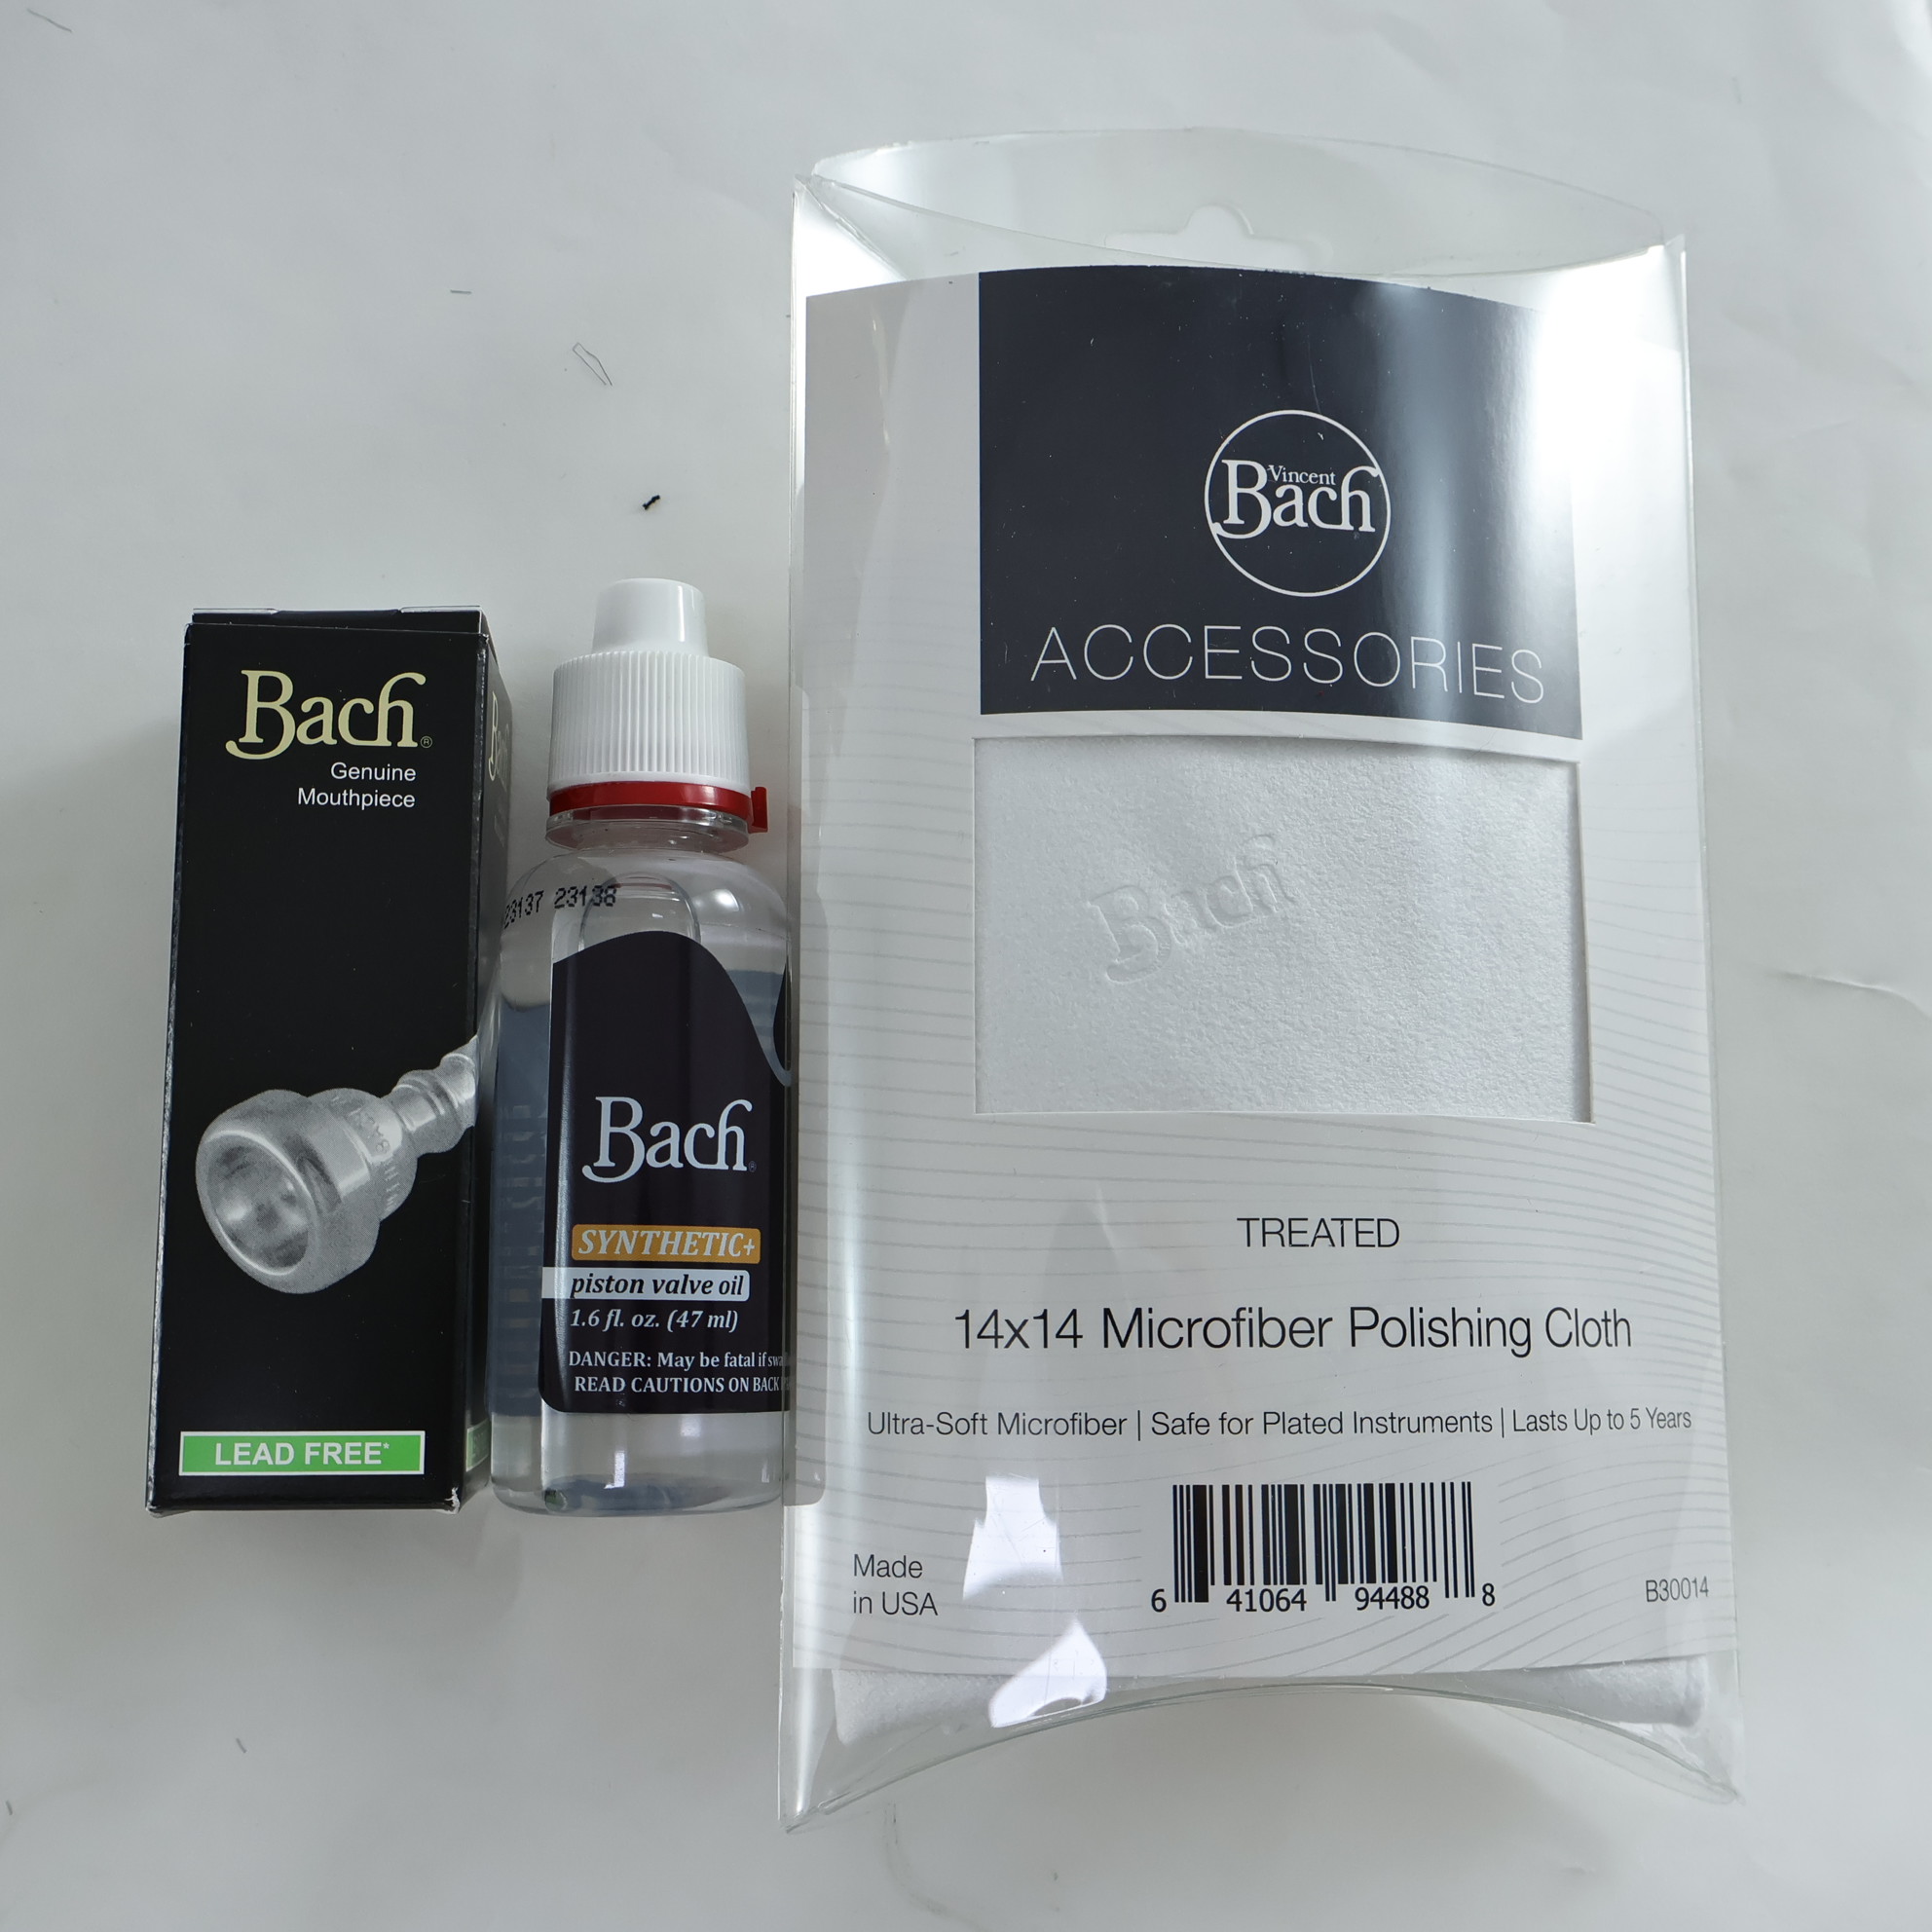 Bach®
Genuine
Mouthpiece
LEAD FREE*
23137 23138
Bach®
SYNTHETIC+
piston valve oil
1.6 fl. oz. (47 ml)
DANGER: May be fatal if
READ CAUTIONS ON BACK
Vincent
Bach
ACCESSORIES
Bach
TREATED
14x14 Microfiber Polishing Cloth
Ultra-Soft Microfiber | Safe for Plated Instruments | Lasts Up to 5 Years
Made
in USA
6 41064 94488 8
B30014